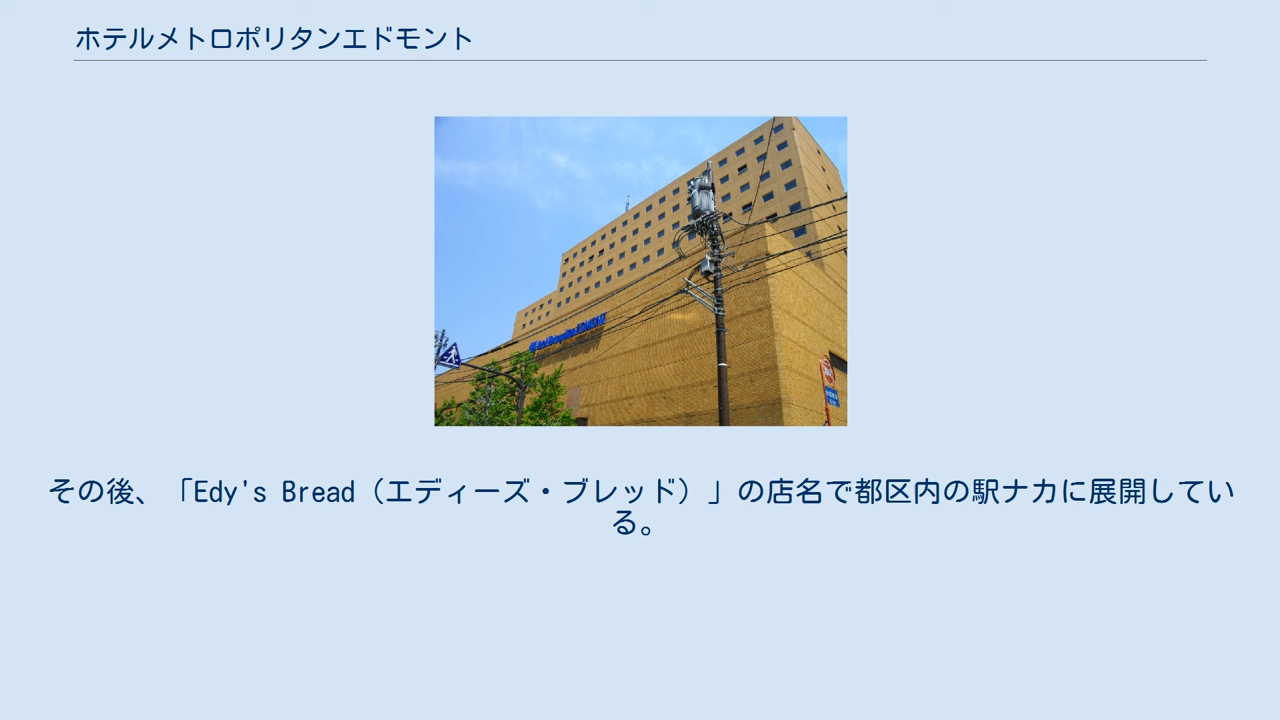 ホテルメトロポリタンエドモント
その後、「Edy's Bread（エディーズ・ブレッド）」の店名で都区内の駅ナカに展開してい
る。